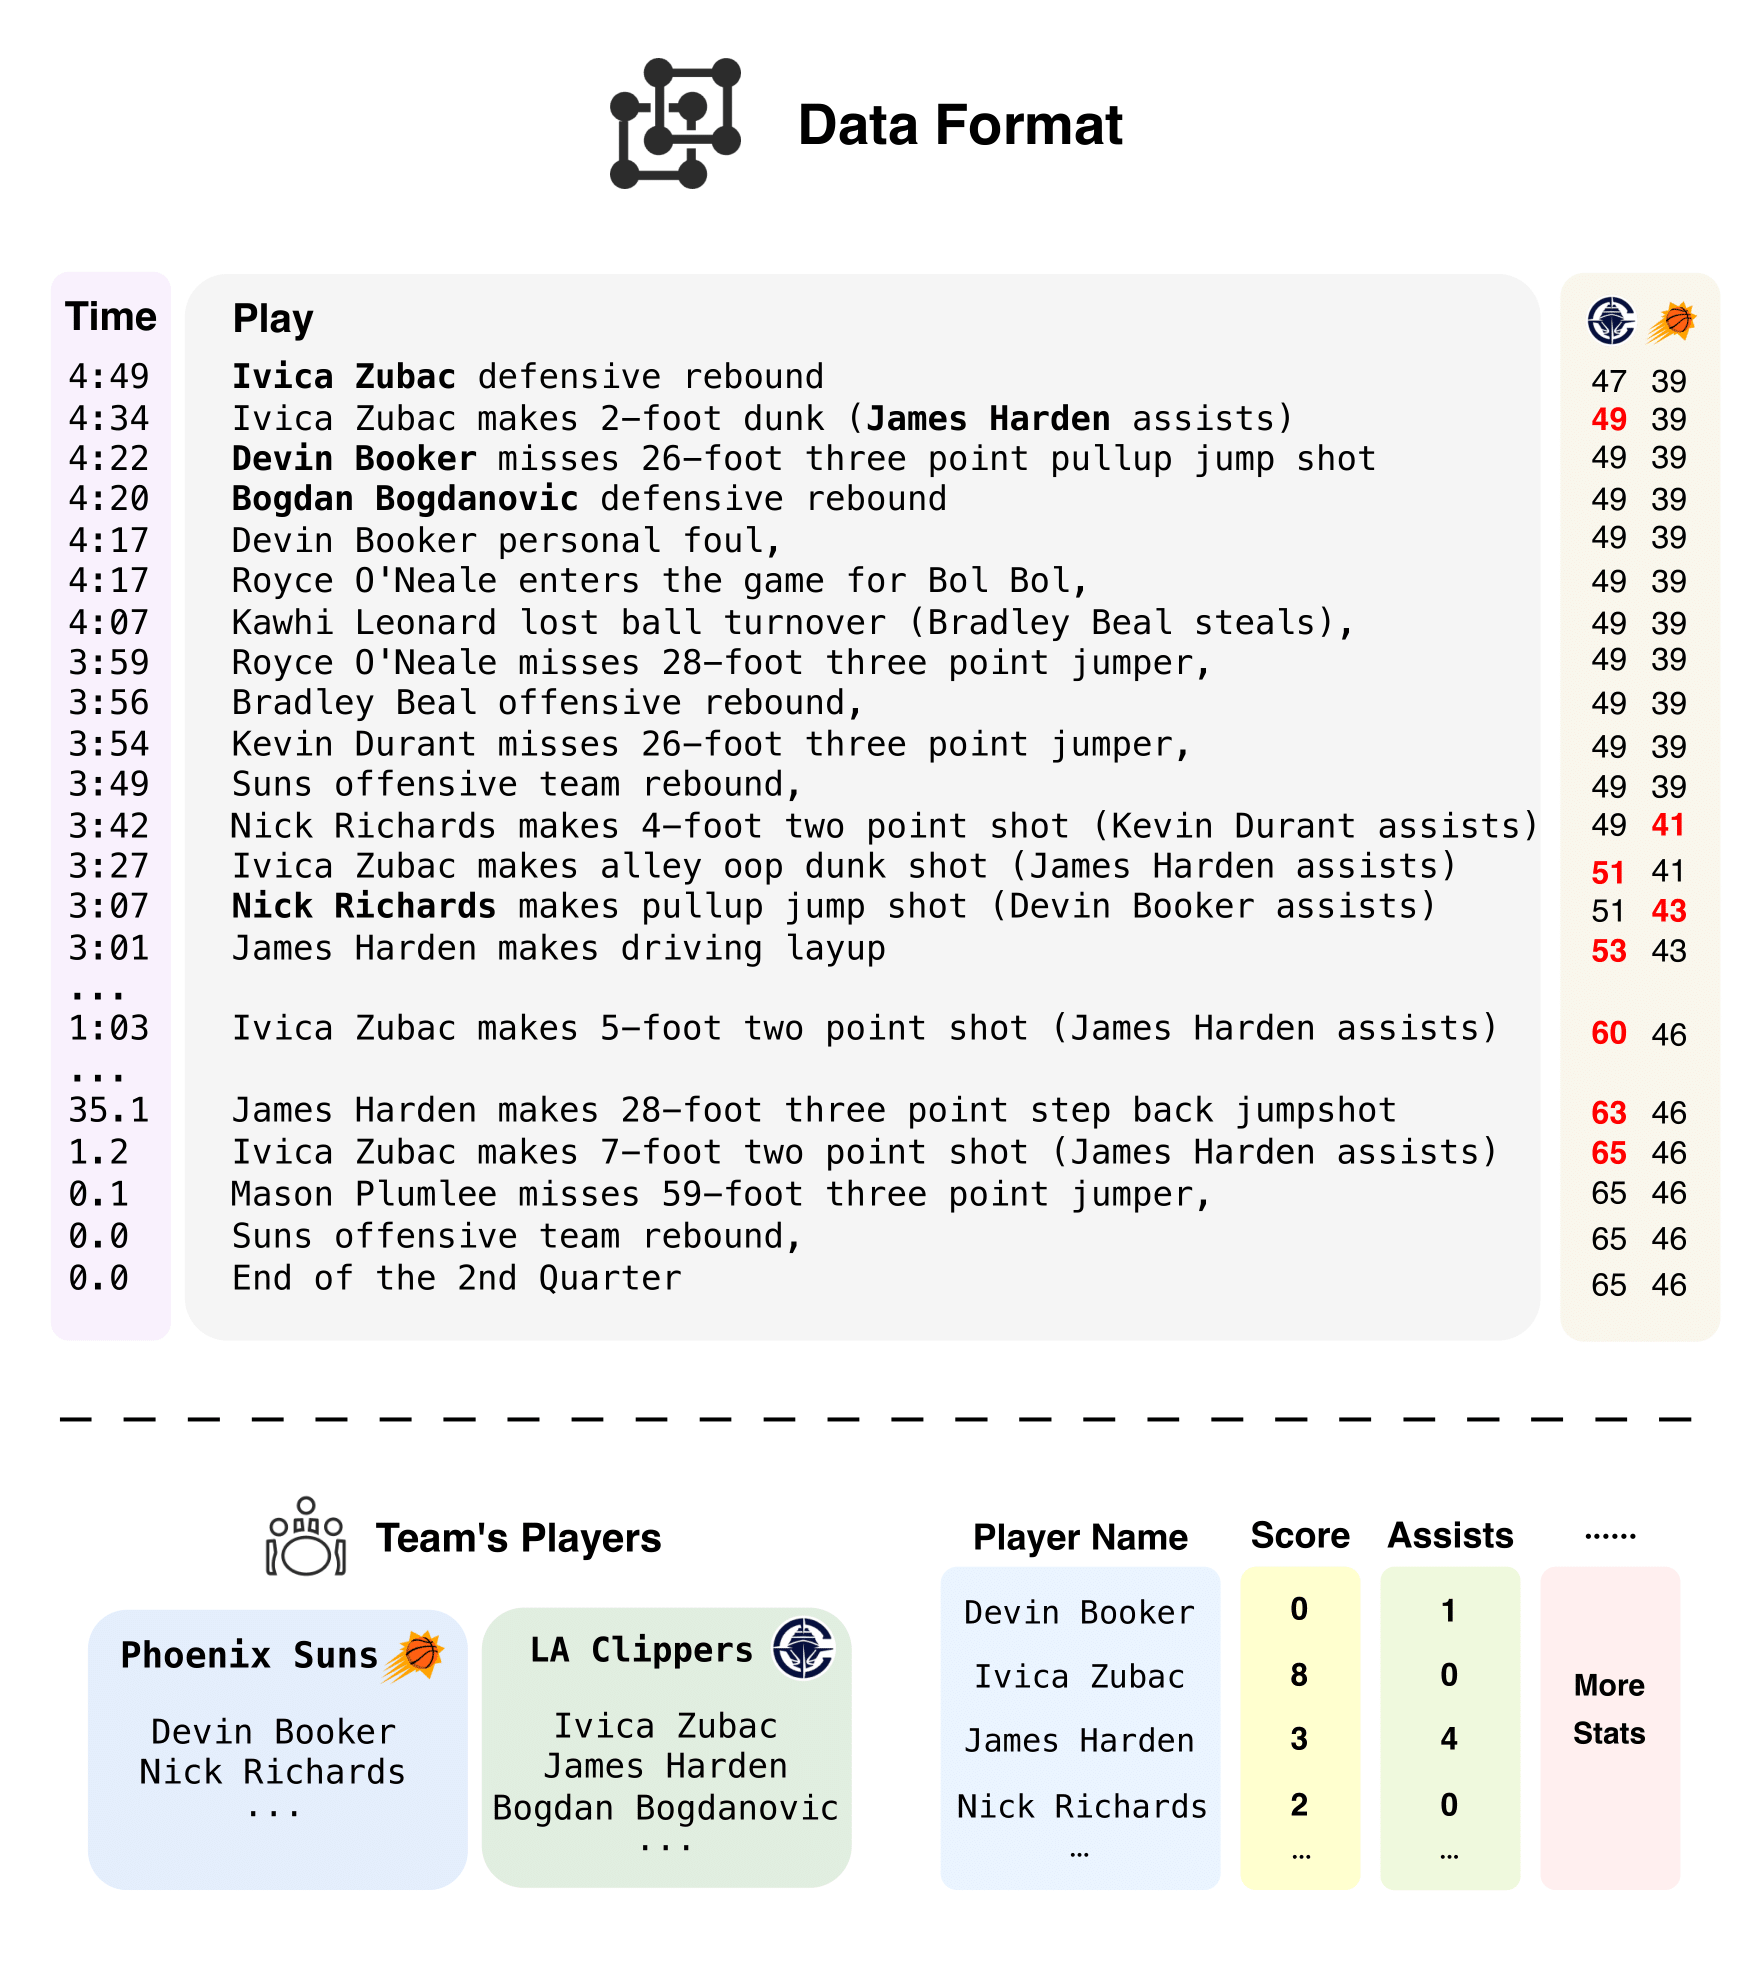 Data Format
Time Play
4:49 Ivica Zubac defensive rebound 47 39
4:34 Ivica Zubac makes 2-foot dunk (James Harden assists) 49 39
4:22 Devin Booker misses 26-foot three point pullup jump shot 49 39
4:20 Bogdan Bogdanovic defensive rebound 49 39
4:17 Devin Booker personal foul, 49 39
4:17 Royce O'Neale enters the game for Bol Bol, 49 39
4:07 Kawhi Leonard lost ball turnover (Bradley Beal steals), 49 39
3:59 Royce O'Neale misses 28-foot three point jumper, 49 39
3:56 Bradley Beal offensive rebound, 49 39
3:54 Kevin Durant misses 26-foot three point jumper, 49 39
3:49 Suns offensive team rebound, 49 39
3:42 Nick Richards makes 4-foot two point shot (Kevin Durant assists) 49 41
3:27 Ivica Zubac makes alley oop dunk shot (James Harden assists) 51 41
3:07 Nick Richards makes pullup jump shot (Devin Booker assists) 51 43
3:01 James Harden makes driving layup 53 43
...
1:03 Ivica Zubac makes 5-foot two point shot (James Harden assists) 60 46
...
35.1 James Harden makes 28-foot three point step back jumpshot 63 46
1.2 Ivica Zubac makes 7-foot two point shot (James Harden assists) 65 46
0.1 Mason Plumlee misses 59-foot three point jumper, 65 46
0.0 Suns offensive team rebound, 65 46
0.0 End of the 2nd Quarter 65 46
Team's Players
Phoenix Suns
Devin Booker
Nick Richards
...
LA Clippers
Ivica Zubac
James Harden
Bogdan Bogdanovic
...
Player Name Score Assists ......
Devin Booker 0 1
Ivica Zubac 8 0
James Harden 3 4
Nick Richards 2 0
... ... ...
More
Stats